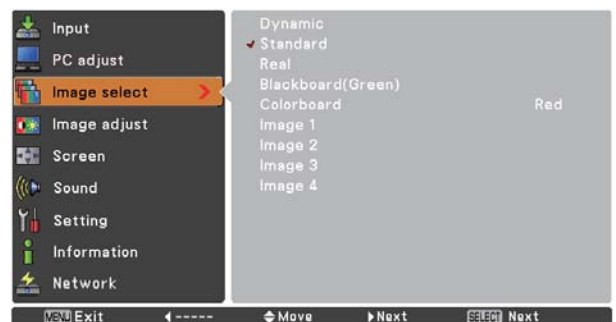 Input
PC adjust
Image select
Image adjust
Screen
Sound
Setting
Information
Network
Dynamic
Standard
Real
Blackboard(Green)
Colorboard Red
Image 1
Image 2
Image 3
Image 4
MENU Exit ----- Move Next SELECT Next